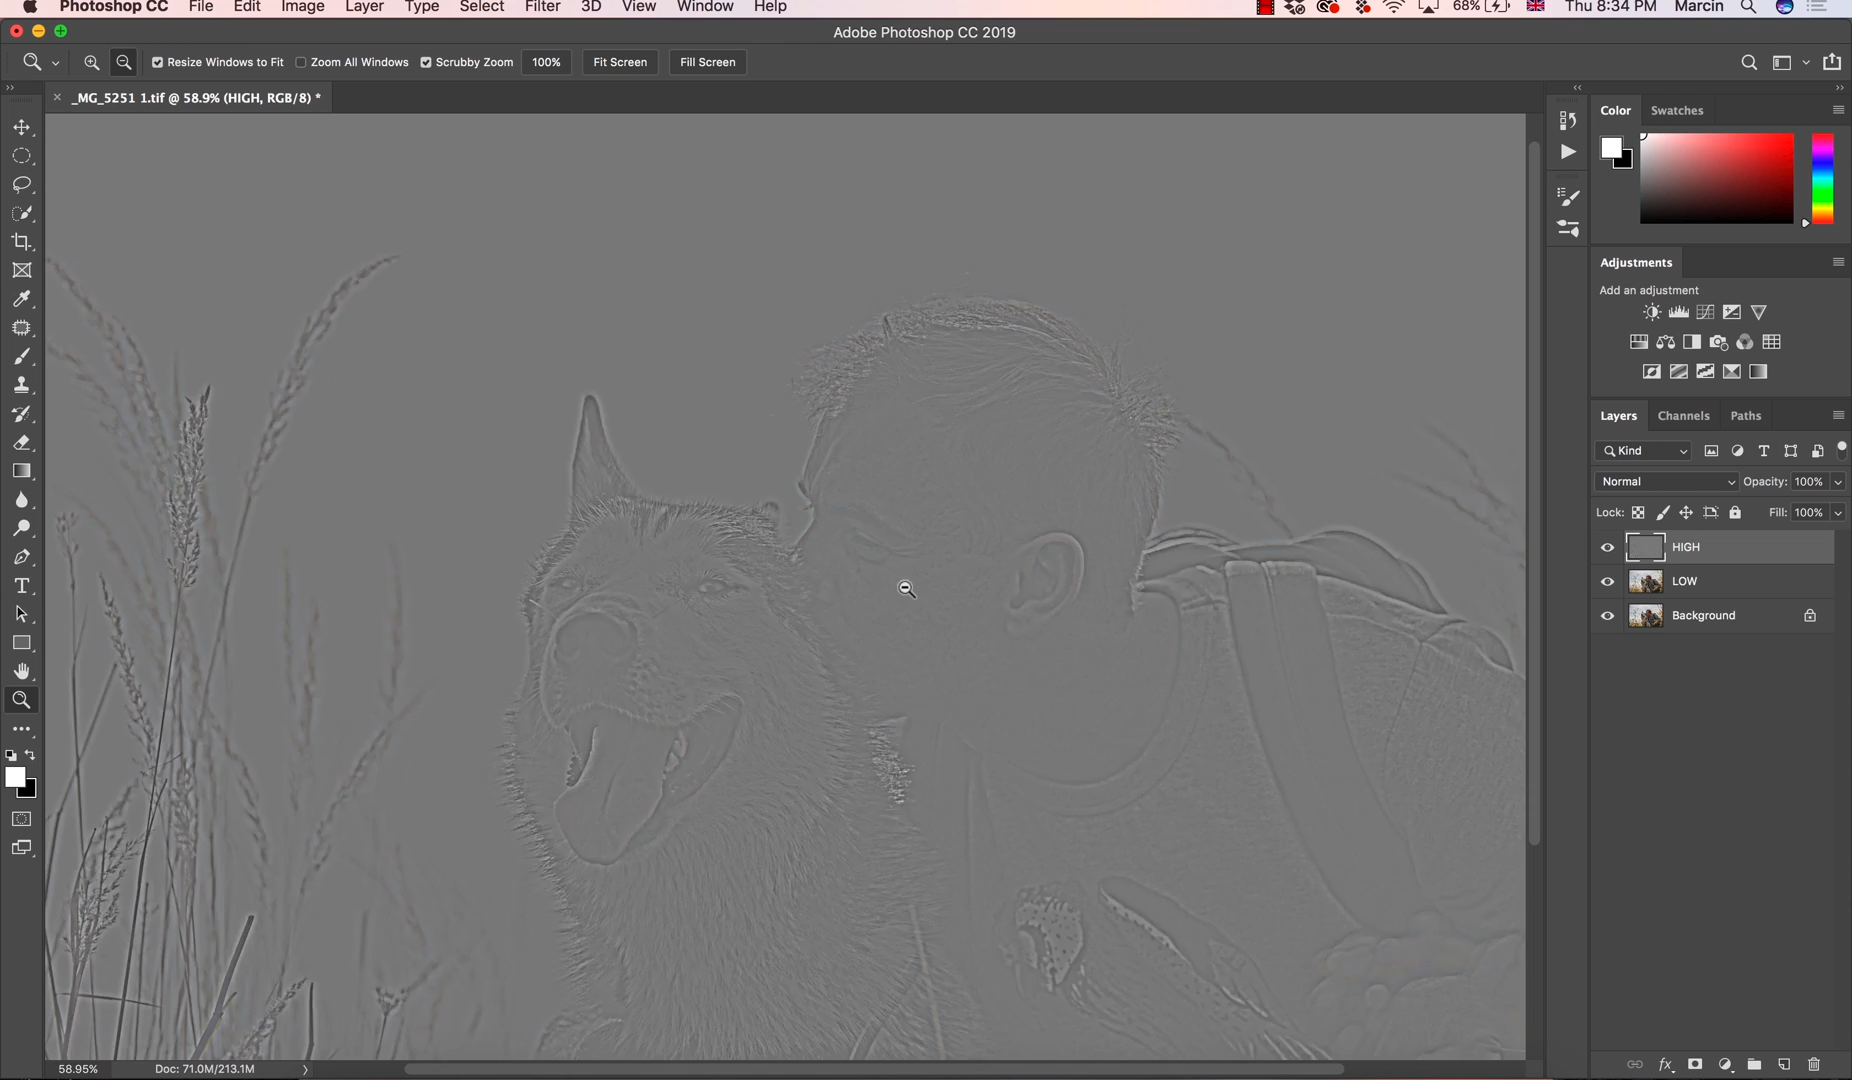 Photoshop CC File Edit Image Layer Type Select Filter 3D View Window Help 68% Thu 8:34 PM Marcin
Adobe Photoshop CC 2019
Resize Windows to Fit Zoom All Windows Scrubby Zoom 100% Fit Screen Fill Screen
_MG_5251 1.tif @ 58.9% (HIGH, RGB/8) *
Color Swatches
Adjustments
Add an adjustment
Layers Channels Paths
Kind
Normal Opacity: 100%
Lock: Fill: 100%
HIGH
LOW
Background
58.95% Doc: 71.0M/213.1M